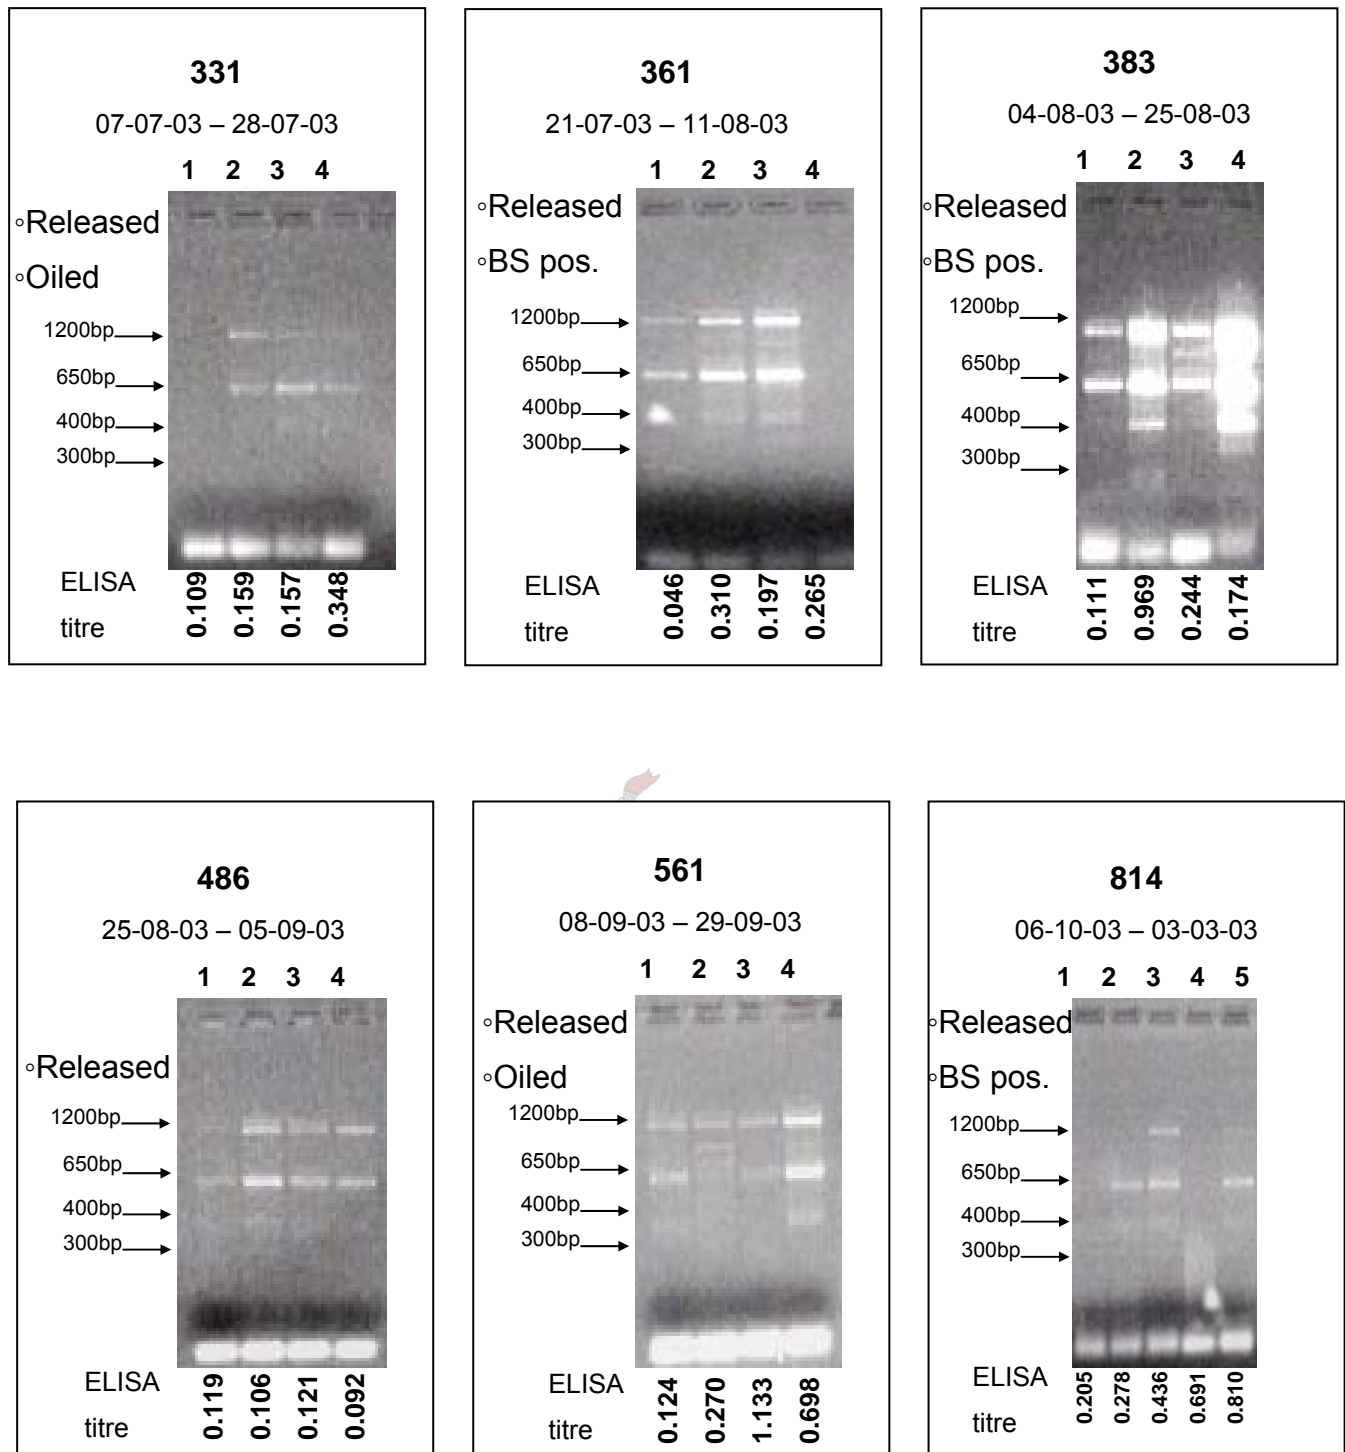 331
07-07-03 – 28-07-03
1 2 3 4
◦Released
◦Oiled
1200bp
650bp
400bp
300bp
ELISA
titre
0.109
0.159
0.157
0.348
361
21-07-03 – 11-08-03
1 2 3 4
◦Released
◦BS pos.
1200bp
650bp
400bp
300bp
ELISA
titre
0.046
0.310
0.197
0.265
383
04-08-03 – 25-08-03
1 2 3 4
◦Released
◦BS pos.
1200bp
650bp
400bp
300bp
ELISA
titre
0.111
0.969
0.244
0.174
486
25-08-03 – 05-09-03
1 2 3 4
◦Released
1200bp
650bp
400bp
300bp
ELISA
titre
0.119
0.106
0.121
0.092
561
08-09-03 – 29-09-03
1 2 3 4
◦Released
◦Oiled
1200bp
650bp
400bp
300bp
ELISA
titre
0.124
0.270
1.133
0.698
814
06-10-03 – 03-03-03
1 2 3 4 5
◦Released
◦BS pos.
1200bp
650bp
400bp
300bp
ELISA
titre
0.205
0.278
0.436
0.691
0.810